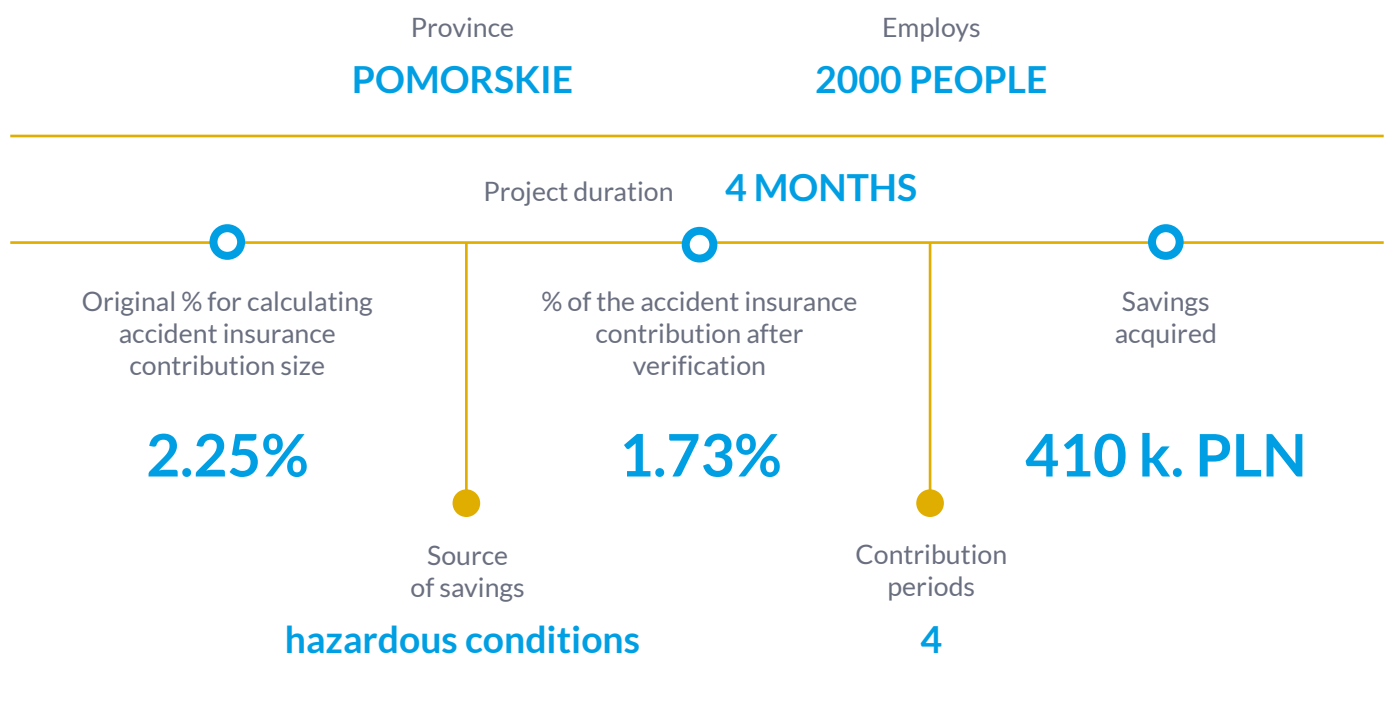 Province
POMORSKIE
Employs
2000 PEOPLE
Project duration
4 MONTHS
Original % for calculating
accident insurance
contribution size
2.25%
Source
of savings
hazardous conditions
% of the accident insurance
contribution after
verification
1.73%
Contribution
periods
4
Savings
acquired
410 k. PLN